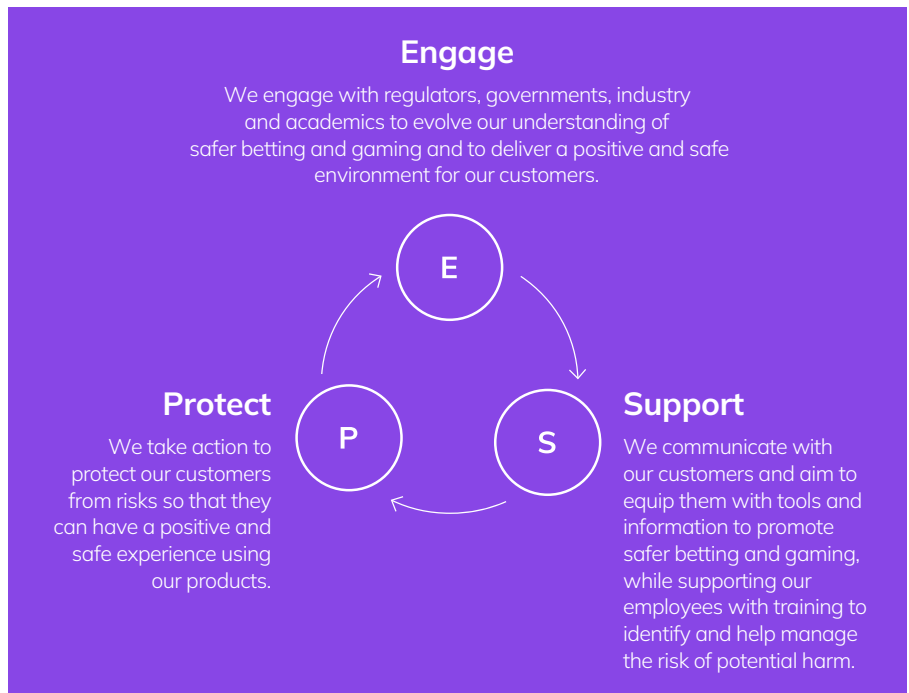 Engage
We engage with regulators, governments, industry
and academics to evolve our understanding of
safer betting and gaming and to deliver a positive and safe
environment for our customers.
E
Protect
We take action to
protect our customers
from risks so that they
can have a positive and
safe experience using
our products.
P
S
Support
We communicate with
our customers and aim to
equip them with tools and
information to promote
safer betting and gaming,
while supporting our
employees with training to
identify and help manage
the risk of potential harm.